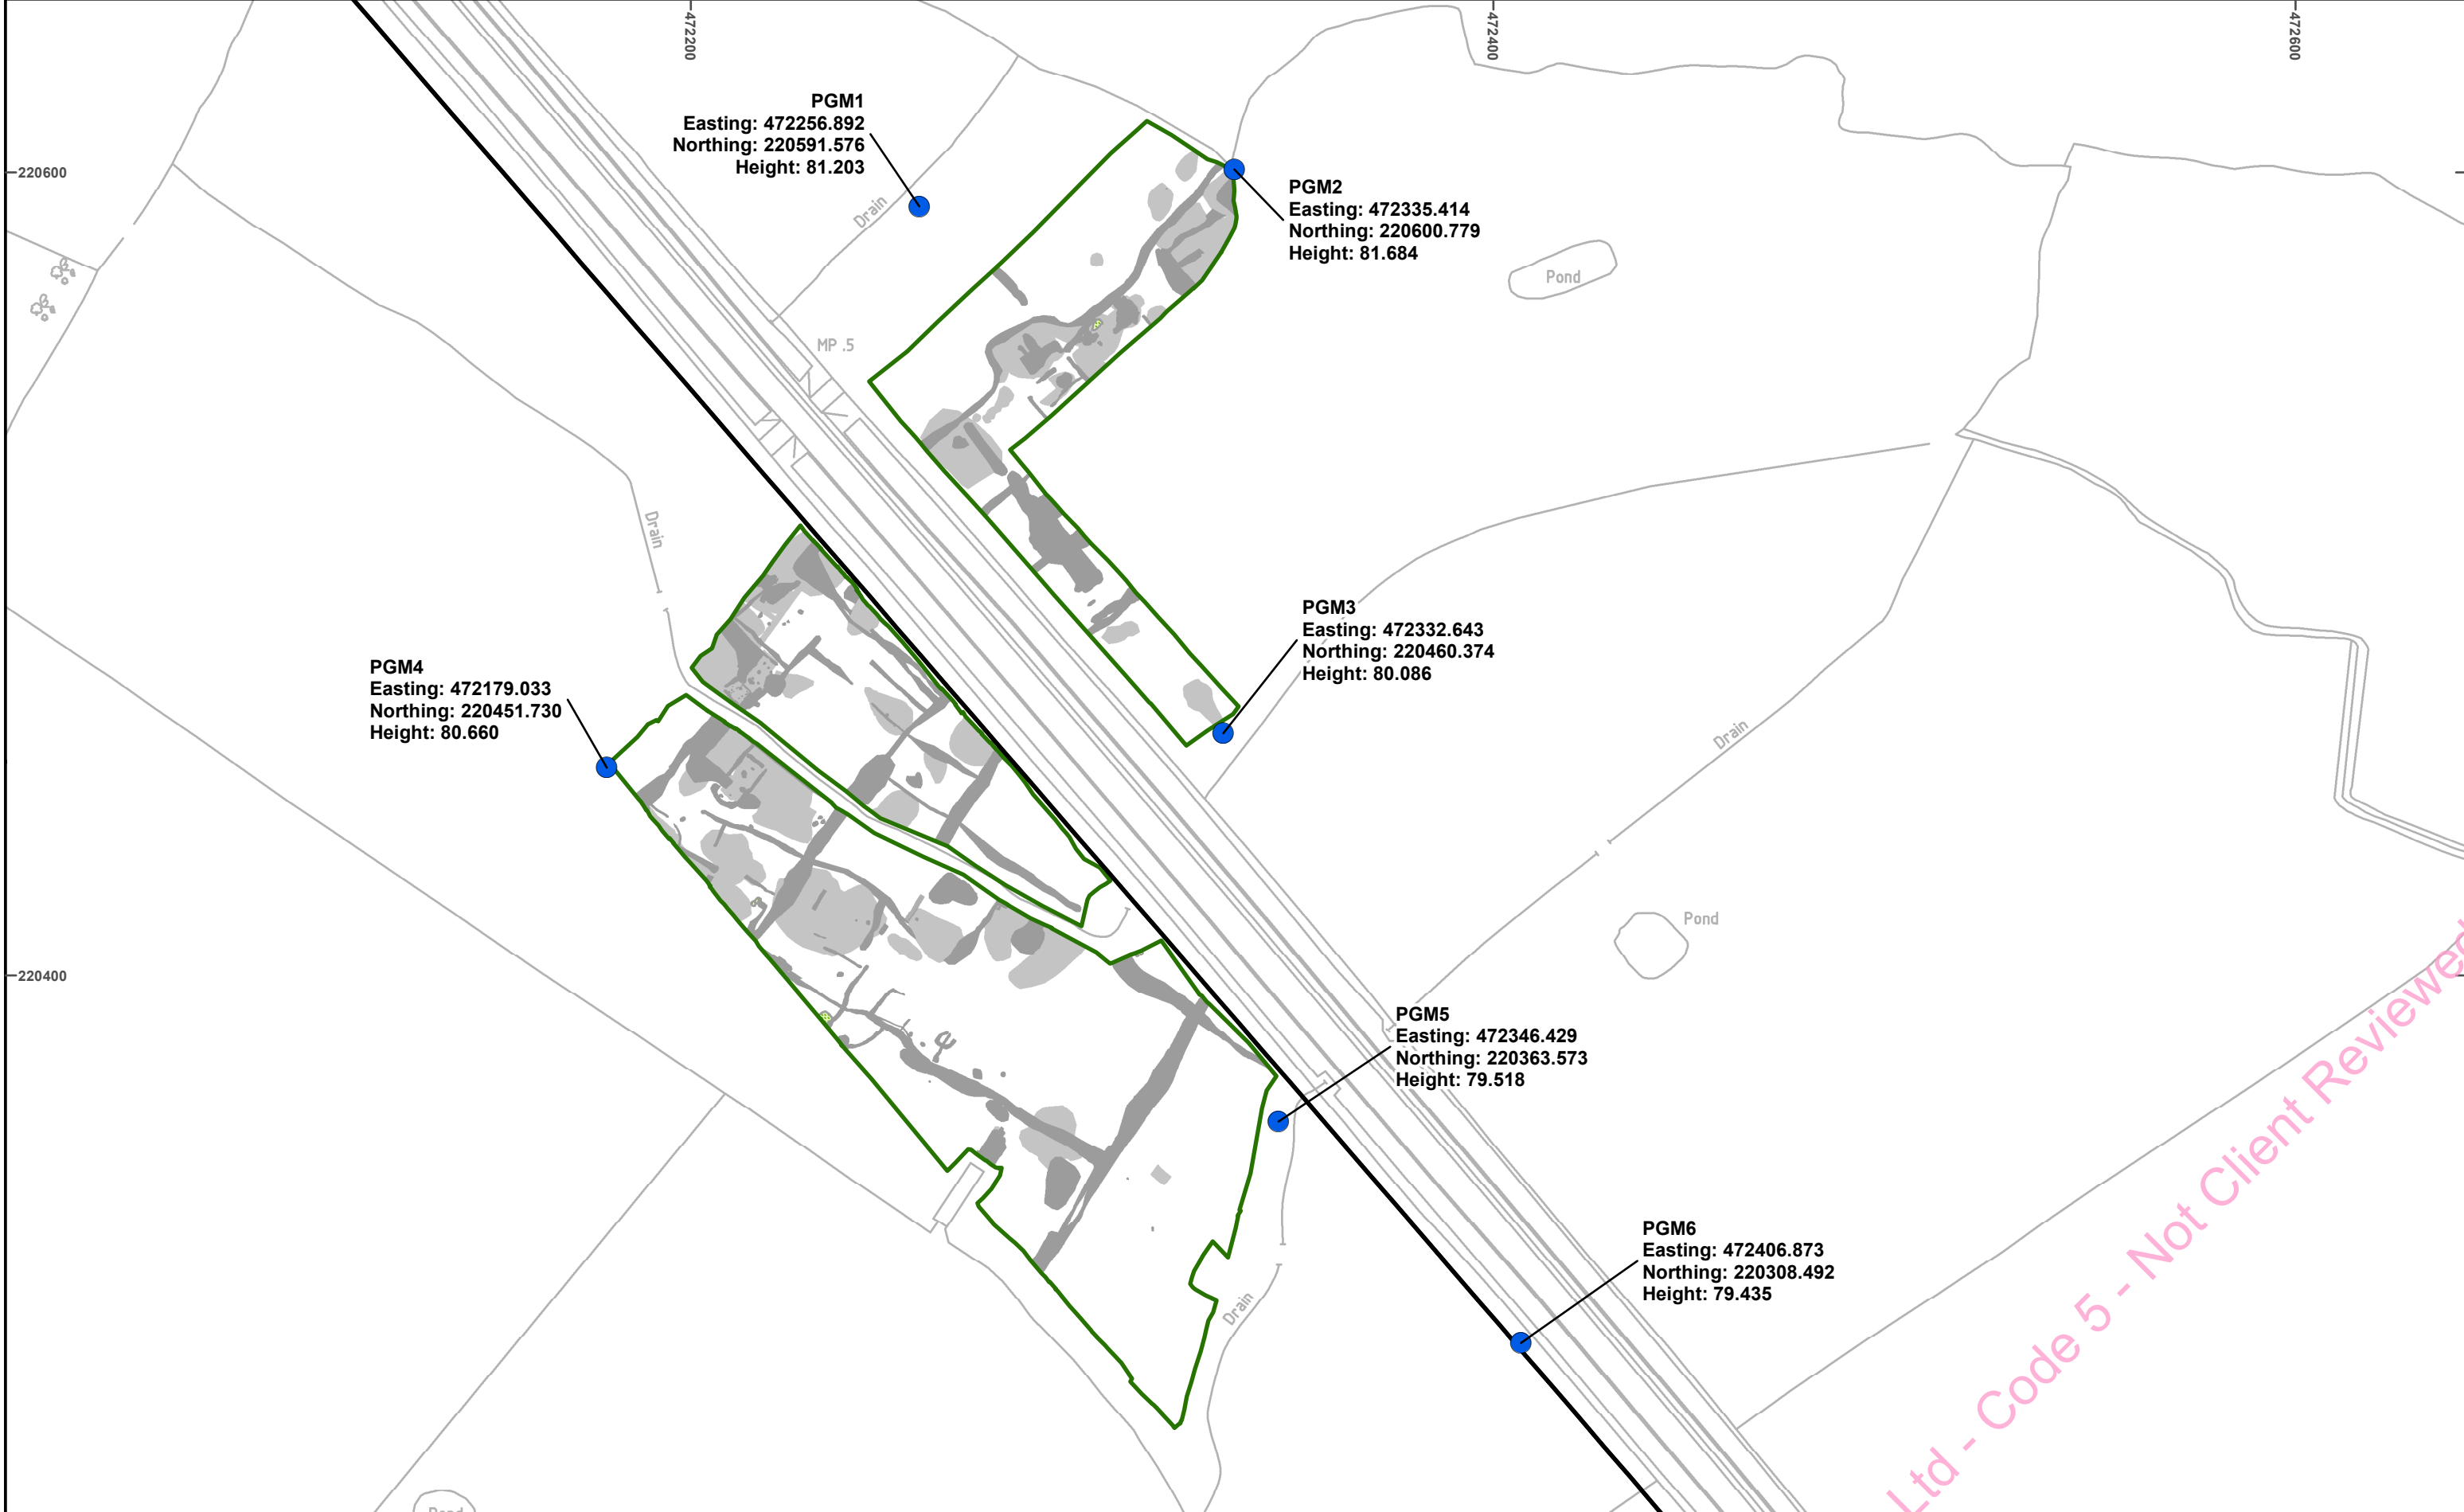 472200
472400
472600
220600
PGM1
Easting: 472256.892
Northing: 220591.576
Height: 81.203
Drain
PGM2
Easting: 472335.414
Northing: 220600.779
Height: 81.684
Pond
MP .5
Drain
PGM3
Easting: 472332.643
Northing: 220460.374
Height: 80.086
PGM4
Easting: 472179.033
Northing: 220451.730
Height: 80.660
Drain
Pond
220400
PGM5
Easting: 472346.429
Northing: 220363.573
Height: 79.518
PGM6
Easting: 472406.873
Northing: 220308.492
Height: 79.435
Drain
Ltd - Code 5 - Not Client Reviewed
Pond